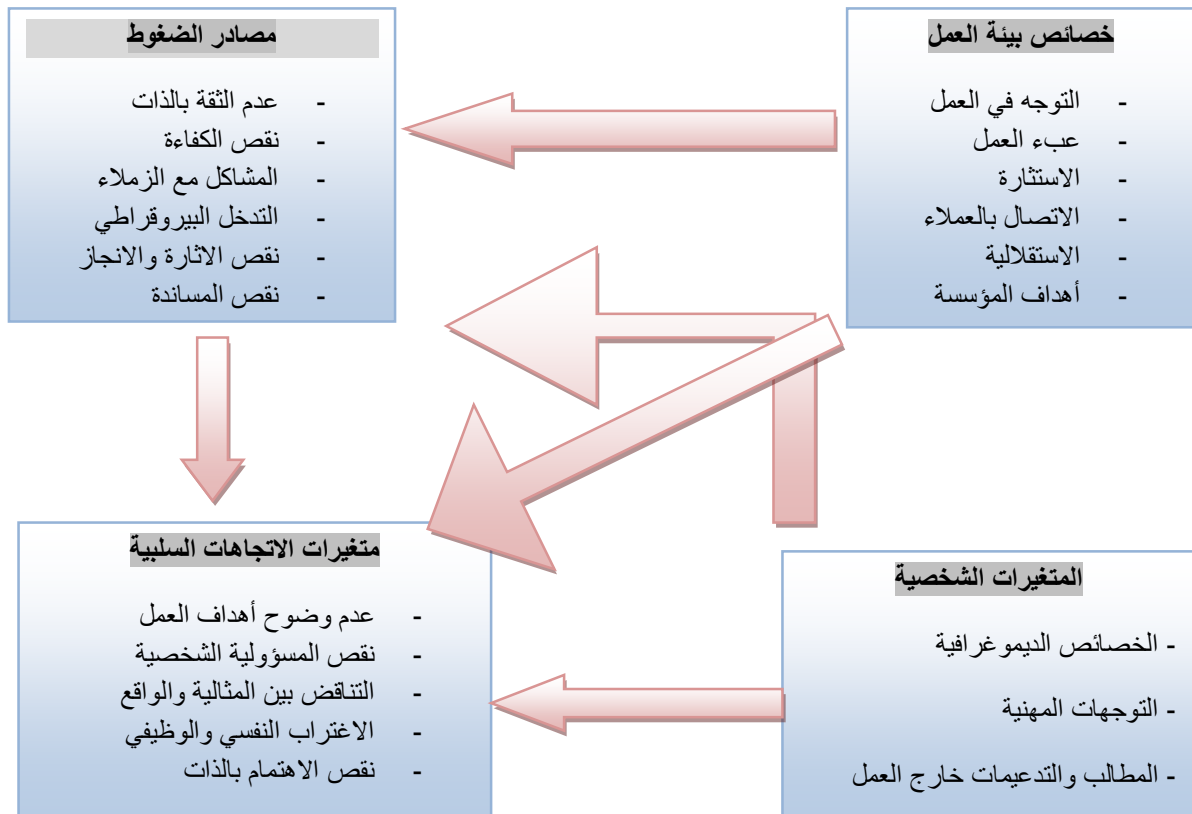 خصائص بيئة العمل
- التوجه في العمل
- عبء العمل
- الاستثارة
- الاتصال بالعملاء
- الاستقلالية
- أهداف المؤسسة
مصادر الضغوط
- عدم الثقة بالذات
- نقص الكفاءة
- المشاكل مع الزملاء
- التدخل البيروقراطي
- نقص الاثارة والانجاز
- نقص المساندة
المتغيرات الشخصية
- الخصائص الديموغرافية
- التوجهات المهنية
- المطالب والتدعيمات خارج العمل
متغيرات الاتجاهات السلبية
- عدم وضوح أهداف العمل
- نقص المسؤولية الشخصية
- التناقض بين المثالية والواقع
- الاغتراب النفسي والوظيفي
- نقص الاهتمام بالذات